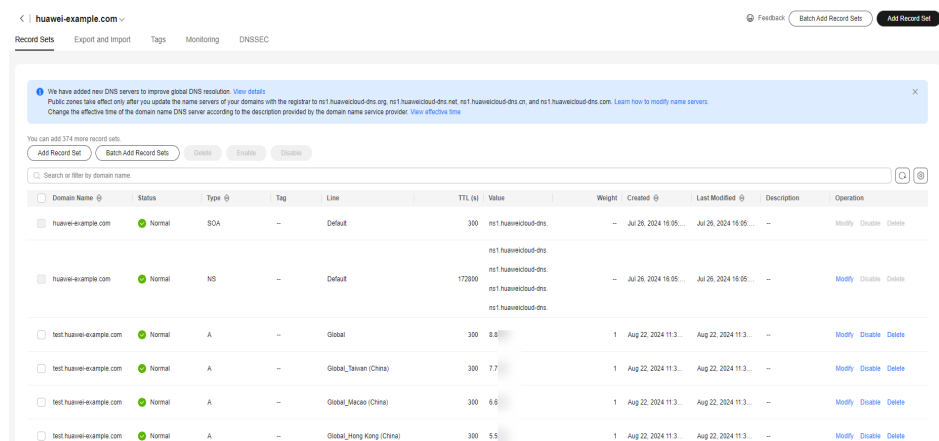 huawei-example.com
Feedback Batch Add Record Sets Add Record Set
Record Sets Export and Import Tags Monitoring DNSSEC
We have added new DNS servers to improve global DNS resolution. View details
Public zones take effect only after you update the name servers of your domains with the registrar to ns1.huaweicloud-dns.org, ns1.huaweicloud-dns.net, ns1.huaweicloud-dns.cn, and ns1.huaweicloud-dns.com. Learn how to modify name servers.
Change the effective time of the domain name DNS server according to the description provided by the domain name service provider. View effective time
You can add 374 more record sets.
Add Record Set Batch Add Record Sets Delete Enable Disable
Search or filter by domain name.
Domain Name Status Type Tag Line TTL (s) Value Weight Created Last Modified Description Operation
huawei-example.com Normal SOA -- Default 300 ns1.huaweicloud-dns. -- Jul 26, 2024 16:05:... Jul 26, 2024 16:05:... -- Modify Disable Delete
ns1.huaweicloud-dns.
ns1.huaweicloud-dns.
huawei-example.com Normal NS -- Default 172800 -- Jul 26, 2024 16:05:... Jul 26, 2024 16:05:... -- Modify Disable Delete
ns1.huaweicloud-dns.
ns1.huaweicloud-dns.
test.huawei-example.com Normal A -- Global 300 8.8 1 Aug 22, 2024 11:3... Aug 22, 2024 11:3... -- Modify Disable Delete
test.huawei-example.com Normal A -- Global_Taiwan (China) 300 7.7 1 Aug 22, 2024 11:3... Aug 22, 2024 11:3... -- Modify Disable Delete
test.huawei-example.com Normal A -- Global_Macao (China) 300 6.6 1 Aug 22, 2024 11:3... Aug 22, 2024 11:3... -- Modify Disable Delete
test.huawei-example.com Normal A -- Global_Hong Kong (China) 300 5.5 1 Aug 22, 2024 11:3... Aug 22, 2024 11:3... -- Modify Disable Delete